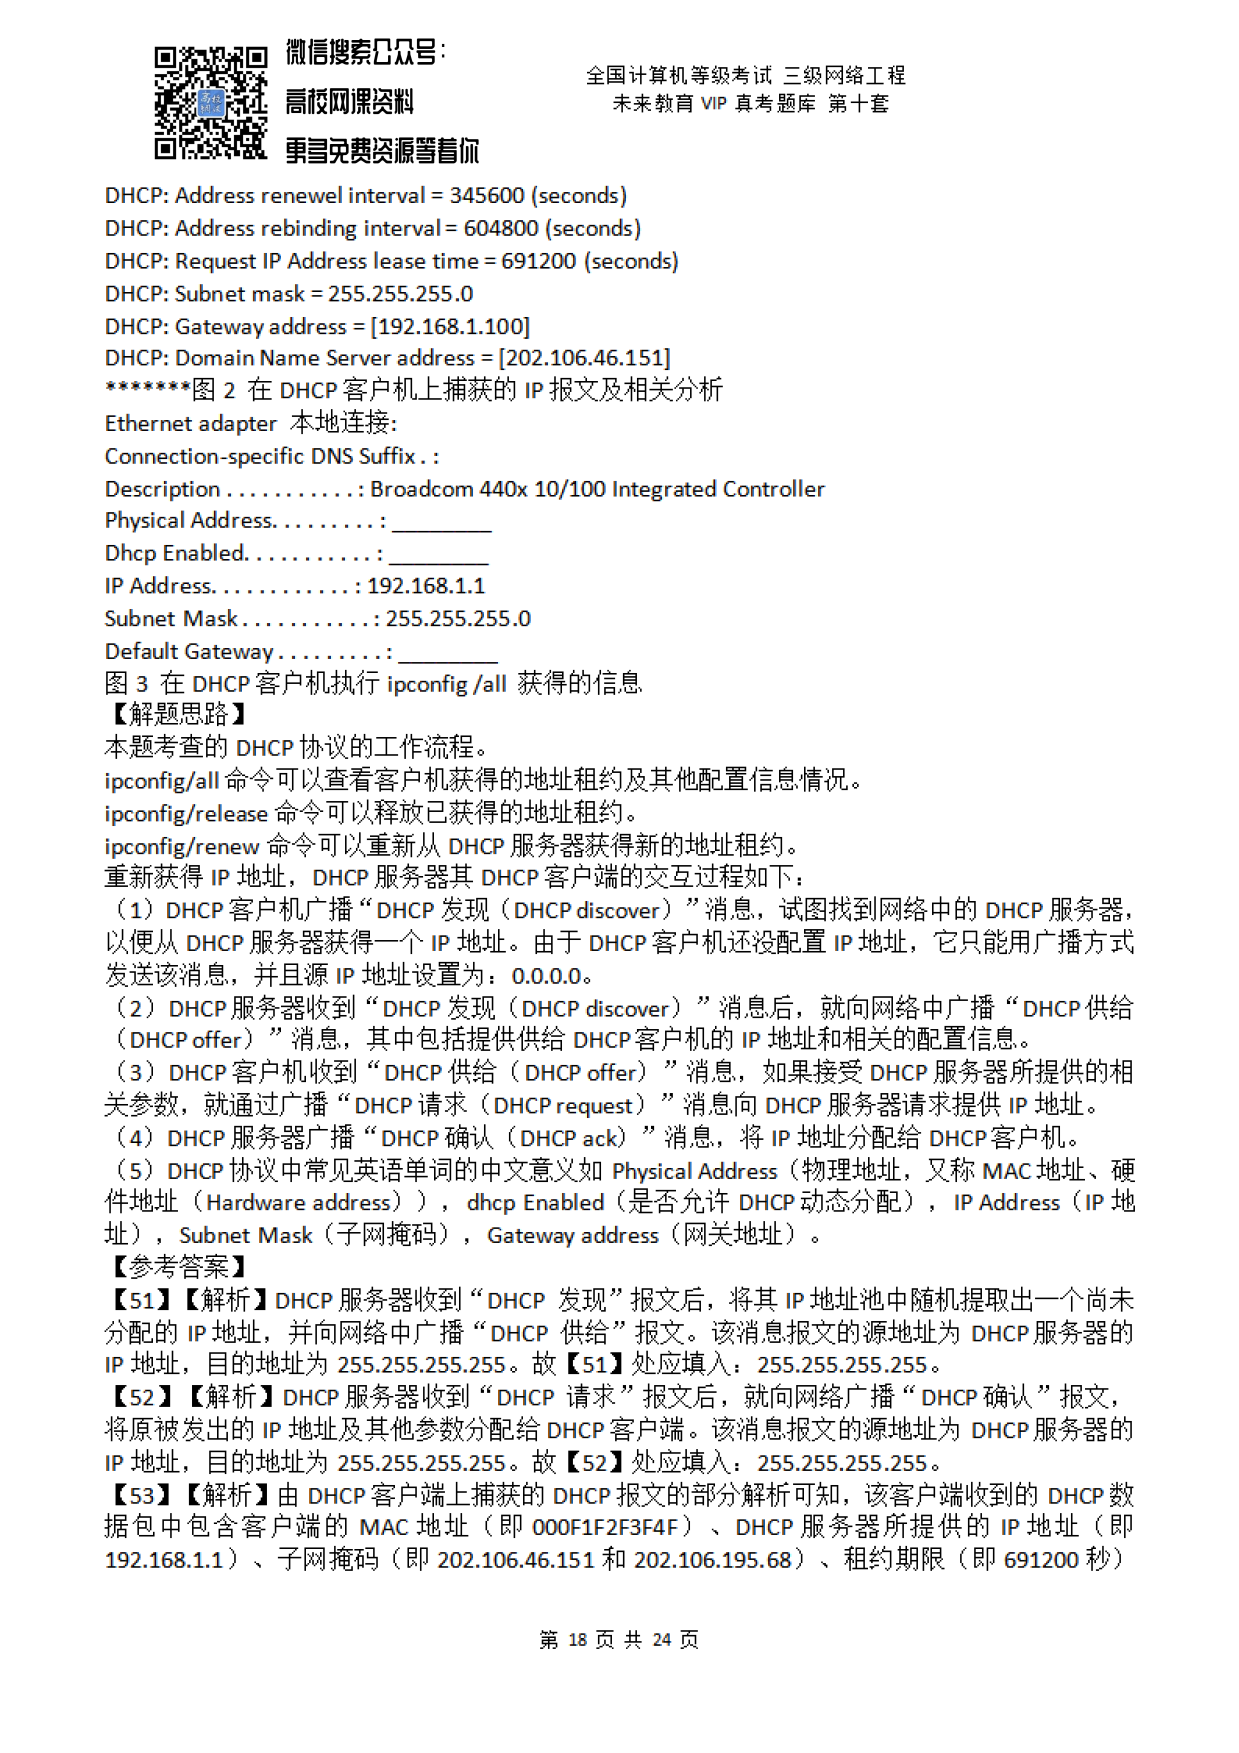 微信搜索公众号：
高校网课资料
更多免费资源等着你
全国计算机等级考试 三级网络工程
未来教育 VIP 真考题库 第十套
DHCP: Address renewel interval = 345600 (seconds)
DHCP: Address rebinding interval = 604800 (seconds)
DHCP: Request IP Address lease time = 691200 (seconds)
DHCP: Subnet mask = 255.255.255.0
DHCP: Gateway address = [192.168.1.100]
DHCP: Domain Name Server address = [202.106.46.151]
*******图 2 在 DHCP 客户机上捕获的 IP 报文及相关分析
Ethernet adapter 本地连接:
Connection-specific DNS Suffix . :
Description . . . . . . . . . . . : Broadcom 440x 10/100 Integrated Controller
Physical Address. . . . . . . . . : ________
Dhcp Enabled. . . . . . . . . . . : ________
IP Address. . . . . . . . . . . . : 192.168.1.1
Subnet Mask . . . . . . . . . . . : 255.255.255.0
Default Gateway . . . . . . . . . : ________
图 3 在 DHCP 客户机执行 ipconfig /all 获得的信息
【解题思路】
本题考查的 DHCP 协议的工作流程。
ipconfig/all 命令可以查看客户机获得的地址租约及其他配置信息情况。
ipconfig/release 命令可以释放已获得的地址租约。
ipconfig/renew 命令可以重新从 DHCP 服务器获得新的地址租约。
重新获得 IP 地址，DHCP 服务器其 DHCP 客户端的交互过程如下：
（1）DHCP 客户机广播“DHCP 发现（DHCP discover）”消息，试图找到网络中的 DHCP 服务器，
以便从 DHCP 服务器获得一个 IP 地址。由于 DHCP 客户机还没配置 IP 地址，它只能用广播方式
发送该消息，并且源 IP 地址设置为：0.0.0.0。
（2）DHCP 服务器收到“DHCP 发现（DHCP discover）”消息后，就向网络中广播“DHCP 供给
（DHCP offer）”消息，其中包括提供供给 DHCP 客户机的 IP 地址和相关的配置信息。
（3）DHCP 客户机收到“DHCP 供给（DHCP offer）”消息，如果接受 DHCP 服务器所提供的相
关参数，就通过广播“DHCP 请求（DHCP request）”消息向 DHCP 服务器请求提供 IP 地址。
（4）DHCP 服务器广播“DHCP 确认（DHCP ack）”消息，将 IP 地址分配给 DHCP 客户机。
（5）DHCP 协议中常见英语单词的中文意义如 Physical Address（物理地址，又称 MAC 地址、硬
件地址（Hardware address）），dhcp Enabled（是否允许 DHCP 动态分配），IP Address（IP 地
址），Subnet Mask（子网掩码），Gateway address（网关地址）。
【参考答案】
【51】【解析】DHCP 服务器收到“DHCP 发现”报文后，将其 IP 地址池中随机提取出一个尚未
分配的 IP 地址，并向网络中广播“DHCP 供给”报文。该消息报文的源地址为 DHCP 服务器的
IP 地址，目的地址为 255.255.255.255。故【51】处应填入：255.255.255.255。
【52】【解析】DHCP 服务器收到“DHCP 请求”报文后，就向网络广播“DHCP 确认”报文，
将原被发出的 IP 地址及其他参数分配给 DHCP 客户端。该消息报文的源地址为 DHCP 服务器的
IP 地址，目的地址为 255.255.255.255。故【52】处应填入：255.255.255.255。
【53】【解析】由 DHCP 客户端上捕获的 DHCP 报文的部分解析可知，该客户端收到的 DHCP 数
据包中包含客户端的 MAC 地址（即 000F1F2F3F4F）、DHCP 服务器所提供的 IP 地址（即
192.168.1.1）、子网掩码（即 202.106.46.151 和 202.106.195.68）、租约期限（即 691200 秒）
第 18 页 共 24 页